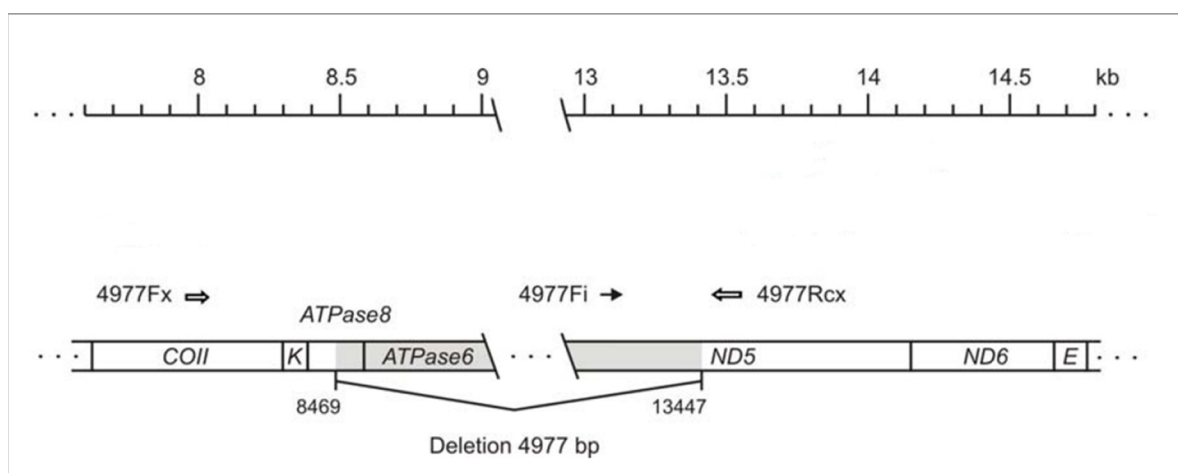 8 8.5 9 13 13.5 14 14.5 kb
4977Fx 4977Fi 4977Rcx
ATPase8
COII K ATPase6 ND5 ND6 E
8469 13447
Deletion 4977 bp